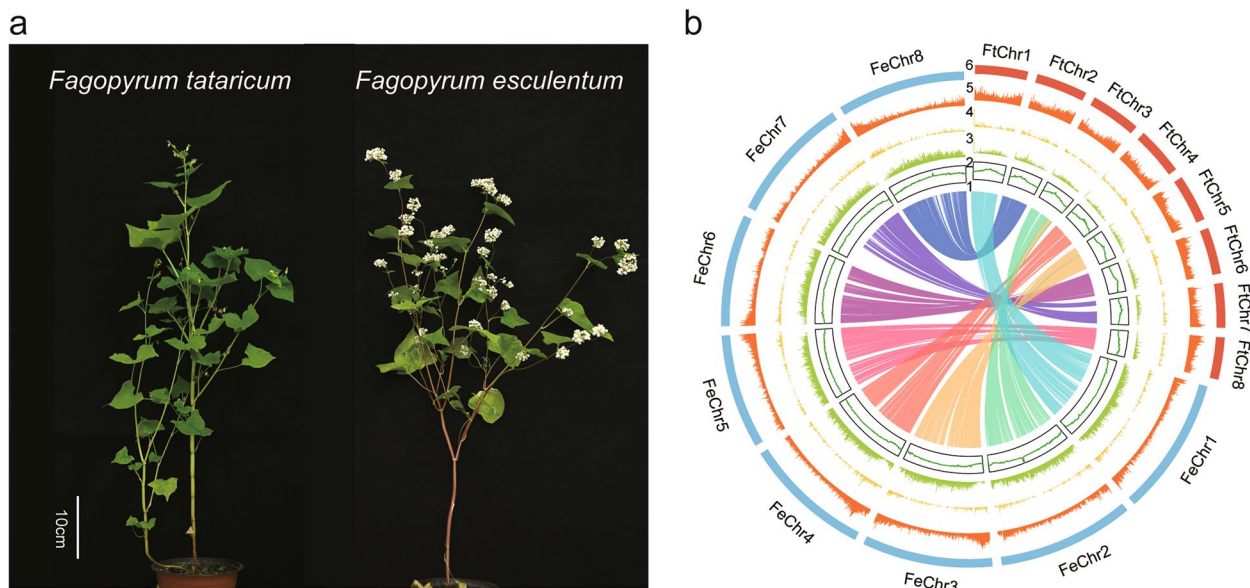 a
b
Fagopyrum tataricum
Fagopyrum esculentum
10cm
6
5
4
3
2
1
FtChr1
FtChr2
FtChr3
FtChr4
FtChr5
FtChr6
FtChr7
FtChr8
FeChr1
FeChr2
FeChr3
FeChr4
FeChr5
FeChr6
FeChr7
FeChr8